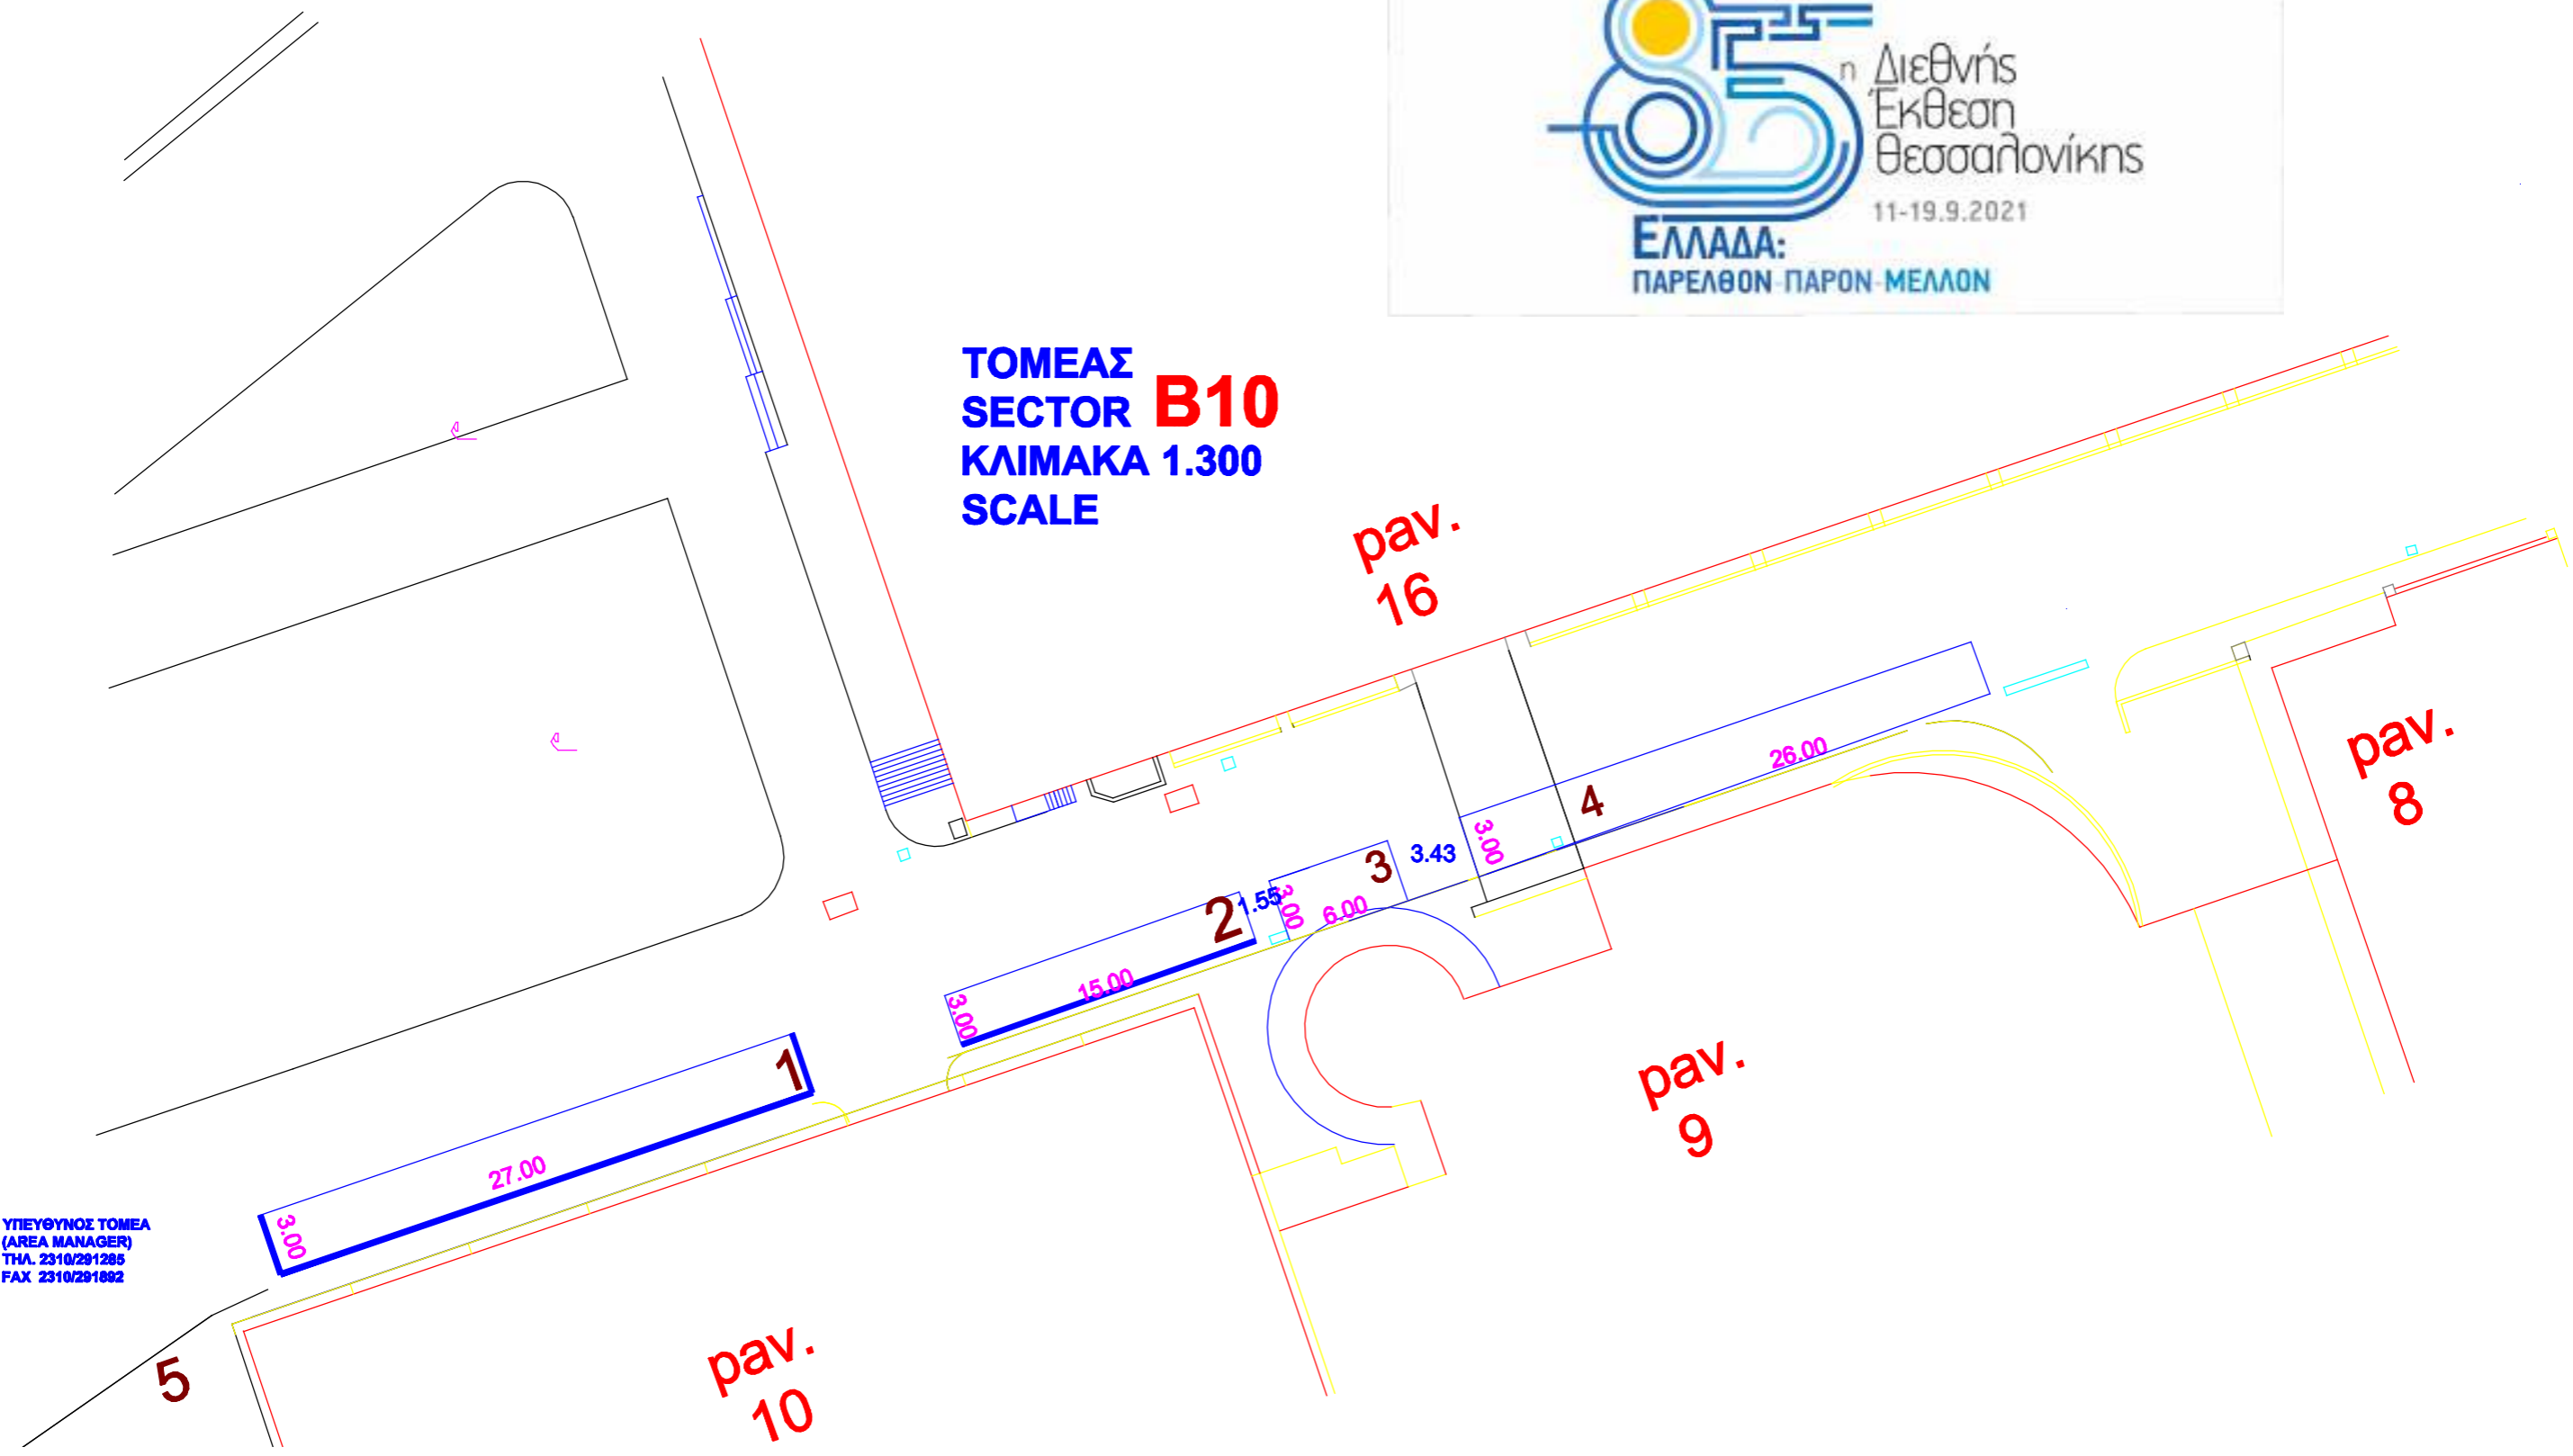 85η Διεθνής
Έκθεση
Θεσσαλονίκης
11-19.9.2021
ΕΛΛΑΔΑ:
ΠΑΡΕΛΘΟΝ-ΠΑΡΟΝ-ΜΕΛΛΟΝ
ΤΟΜΕΑΣ
SECTOR B10
ΚΛΙΜΑΚΑ 1.300
SCALE
pav.
16
pav.
8
26.00
4
3.00
3.43
3
3.00
6.00
1.55
2
15.00
3.00
1
27.00
3.00
pav.
9
ΥΠΕΥΘΥΝΟΣ ΤΟΜΕΑ
(AREA MANAGER)
ΤΗΛ. 2310/291285
FAX 2310/291892
5
pav.
10